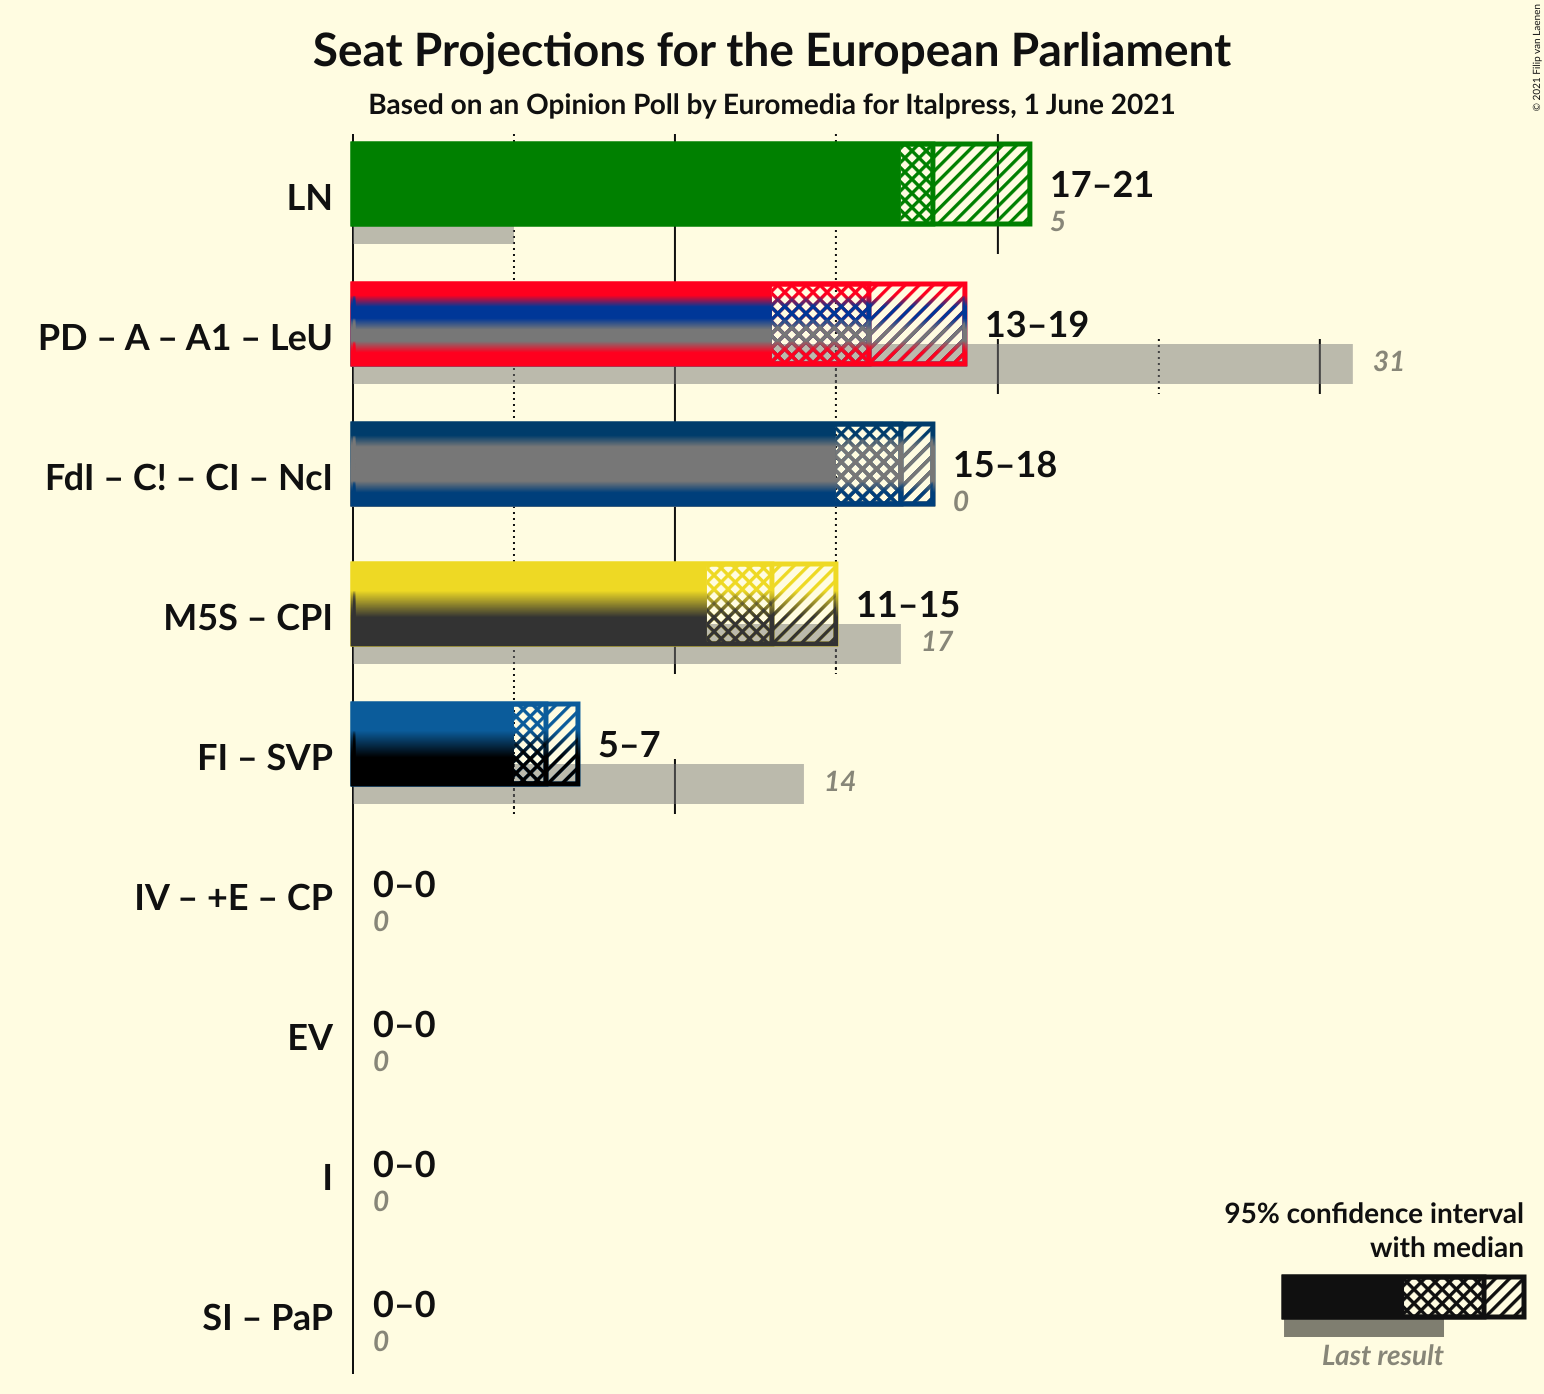 Seat Projections for the European Parliament
Based on an Opinion Poll by Euromedia for Italpress, 1 June 2021
© 2021 Filip van Laenen
LN
17–21
5
PD – A – A1 – LeU
13–19
31
FdI – C! – CI – NcI
15–18
0
M5S – CPI
11–15
17
FI – SVP
5–7
14
IV – +E – CP
0–0
0
EV
0–0
0
I
0–0
0
SI – PaP
0–0
0
95% confidence interval
with median
Last result